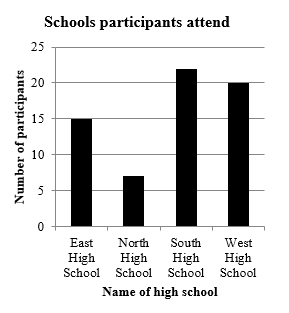 Schools participants attend
Number of participants
25
20
15
10
5
0
East High School
North High School
South High School
West High School
Name of high school